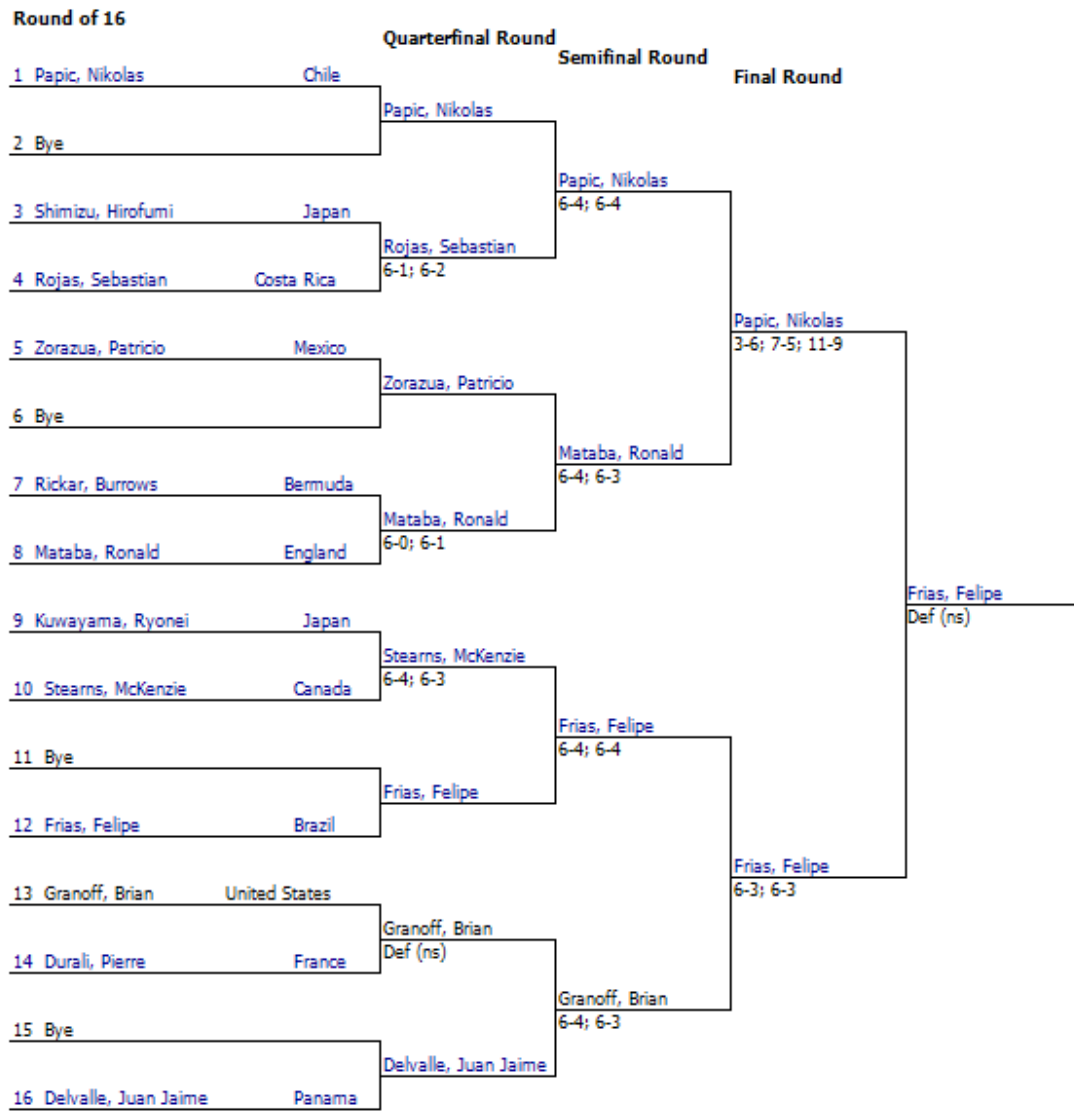 Round of 16
Quarterfinal Round
Semifinal Round
Final Round
1 Papic, Nikolas Chile
Papic, Nikolas
2 Bye
Papic, Nikolas
6-4; 6-4
3 Shimizu, Hirofumi Japan
Rojas, Sebastian
6-1; 6-2
4 Rojas, Sebastian Costa Rica
Papic, Nikolas
3-6; 7-5; 11-9
5 Zorazua, Patricio Mexico
Zorazua, Patricio
6 Bye
Mataba, Ronald
6-4; 6-3
7 Rickar, Burrows Bermuda
Mataba, Ronald
6-0; 6-1
8 Mataba, Ronald England
Frias, Felipe
Def (ns)
9 Kuwayama, Ryonei Japan
Stearns, McKenzie
6-4; 6-3
10 Stearns, McKenzie Canada
Frias, Felipe
6-4; 6-4
11 Bye
Frias, Felipe
12 Frias, Felipe Brazil
Frias, Felipe
6-3; 6-3
13 Granoff, Brian United States
Granoff, Brian
Def (ns)
14 Durali, Pierre France
Granoff, Brian
6-4; 6-3
15 Bye
Delvalle, Juan Jaime
16 Delvalle, Juan Jaime Panama